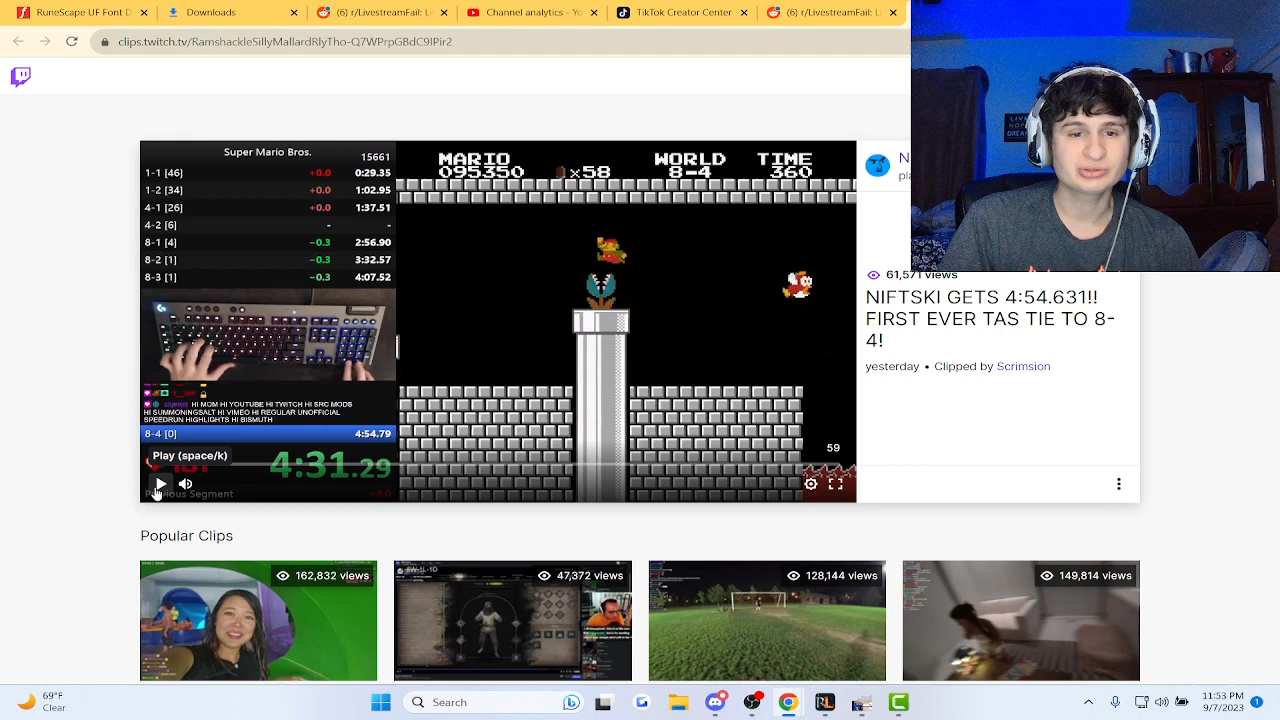 RuneScape UF Font D
Downloads
(6) r/LivestreamFail: L
Channel analytics - Yo
TikTok Creator Center
(6) r/LivestreamFail: L
clips.twitch.tv/RamshackleSillyMallardRlyTho-Q7WPrpGBdC9IPir2
Super Mario Bros.
15661
1-1 [46] +0.0
1-2 [34] +0.0 1:02.95
4-1 [26] +0.0 1:37.51
4-2 [6] - -
8-1 [4] -0.3 2:56.90
8-2 [1] -0.3 3:32.57
8-3 [1] -0.3 4:07.52
HI MOM HI YOUTUBE HI TWITCH HI SRC MODS
HI SUMMONINGSALT HI VIMEO HI REGULAR UNOFFICIAL
SPEEDRUN HIGHLIGHTS HI BISMUTH
8-4 [0] 4:54.79
Play (space/k)
4:31.29
Previous Segment +0.0
MARIO WORLD TIME
095350 ×58 8-4 360
59
N
LIVE
HOPE
DREAM
61,571 views
NIFTSKI GETS 4:54.631!!
FIRST EVER TAS TIE TO 8-
4!
yesterday • Clipped by Scrimsion
Popular Clips
162,832 views
47,372 views
128,144 views
149,814 views
69°F
Clear
Search
11:53 PM
9/7/2023
1